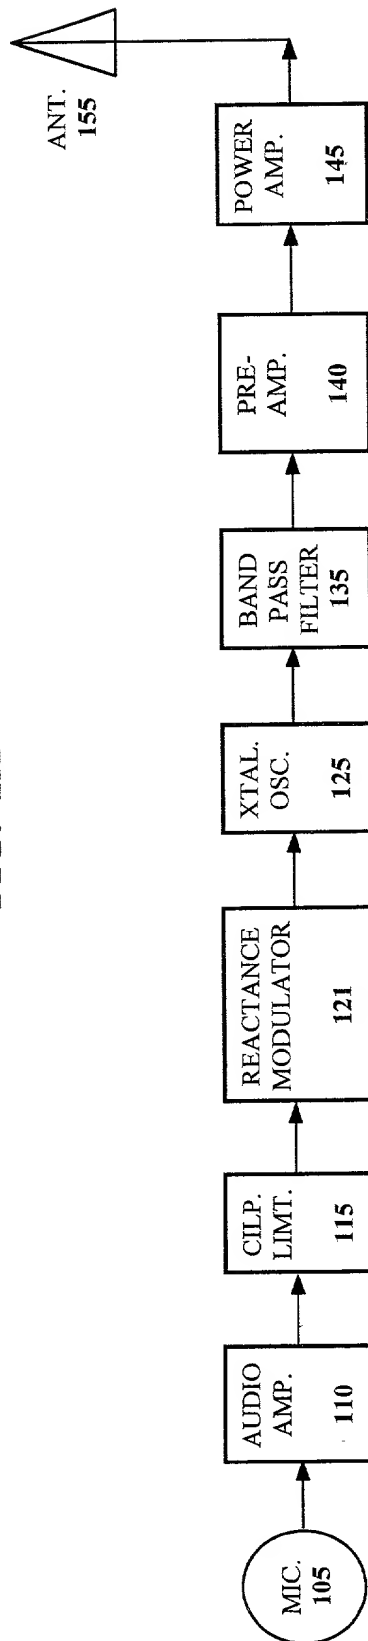 MIC.
105
AUDIO
AMP.
110
CILP.
LIMT.
115
REACTANCE
MODULATOR
121
XTAL.
OSC.
125
BAND
PASS
FILTER
135
PRE-
AMP.
140
POWER
AMP.
145
ANT.
155